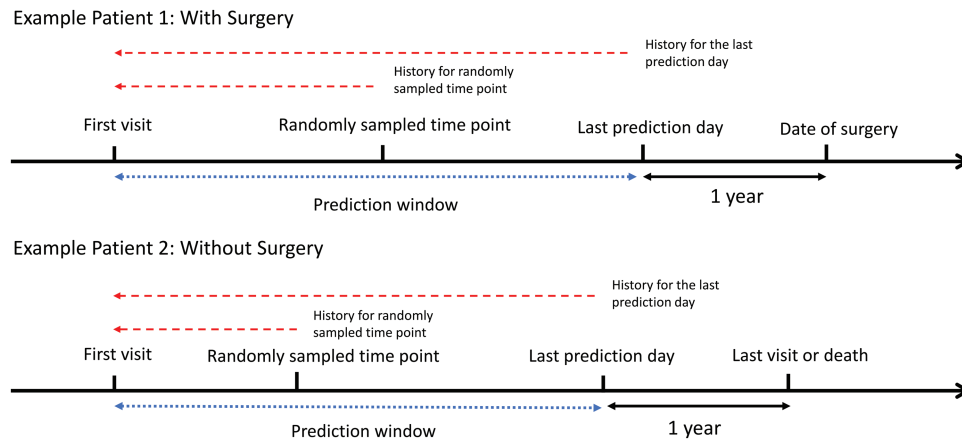 Example Patient 1: With Surgery
History for the last
prediction day
History for randomly
sampled time point
First visit
Randomly sampled time point
Last prediction day
Date of surgery
Prediction window
1 year
Example Patient 2: Without Surgery
History for the last
prediction day
History for randomly
sampled time point
First visit
Randomly sampled time point
Last prediction day
Last visit or death
Prediction window
1 year